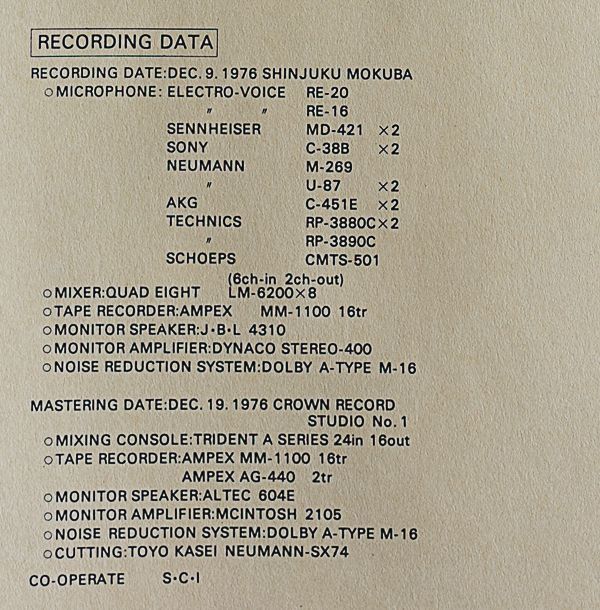 RECORDING DATA
RECORDING DATE:DEC. 9. 1976 SHINJUKU MOKUBA
○MICROPHONE: ELECTRO-VOICE RE-20
〃 〃 RE-16
SENNHEISER MD-421 ×2
SONY C-38B ×2
NEUMANN M-269
〃 U-87 ×2
AKG C-451E ×2
TECHNICS RP-3880C×2
〃 RP-3890C
SCHOEPS CMTS-501
(6ch-in 2ch-out)
○MIXER:QUAD EIGHT LM-6200×8
○TAPE RECORDER:AMPEX MM-1100 16tr
○MONITOR SPEAKER:J·B·L 4310
○MONITOR AMPLIFIER:DYNACO STEREO-400
○NOISE REDUCTION SYSTEM:DOLBY A-TYPE M-16
MASTERING DATE:DEC. 19. 1976 CROWN RECORD
STUDIO No. 1
○MIXING CONSOLE:TRIDENT A SERIES 24in 16out
○TAPE RECORDER:AMPEX MM-1100 16tr
AMPEX AG-440 2tr
○MONITOR SPEAKER:ALTEC 604E
○MONITOR AMPLIFIER:MCINTOSH 2105
○NOISE REDUCTION SYSTEM:DOLBY A-TYPE M-16
○CUTTING:TOYO KASEI NEUMANN-SX74
CO-OPERATE S·C·I